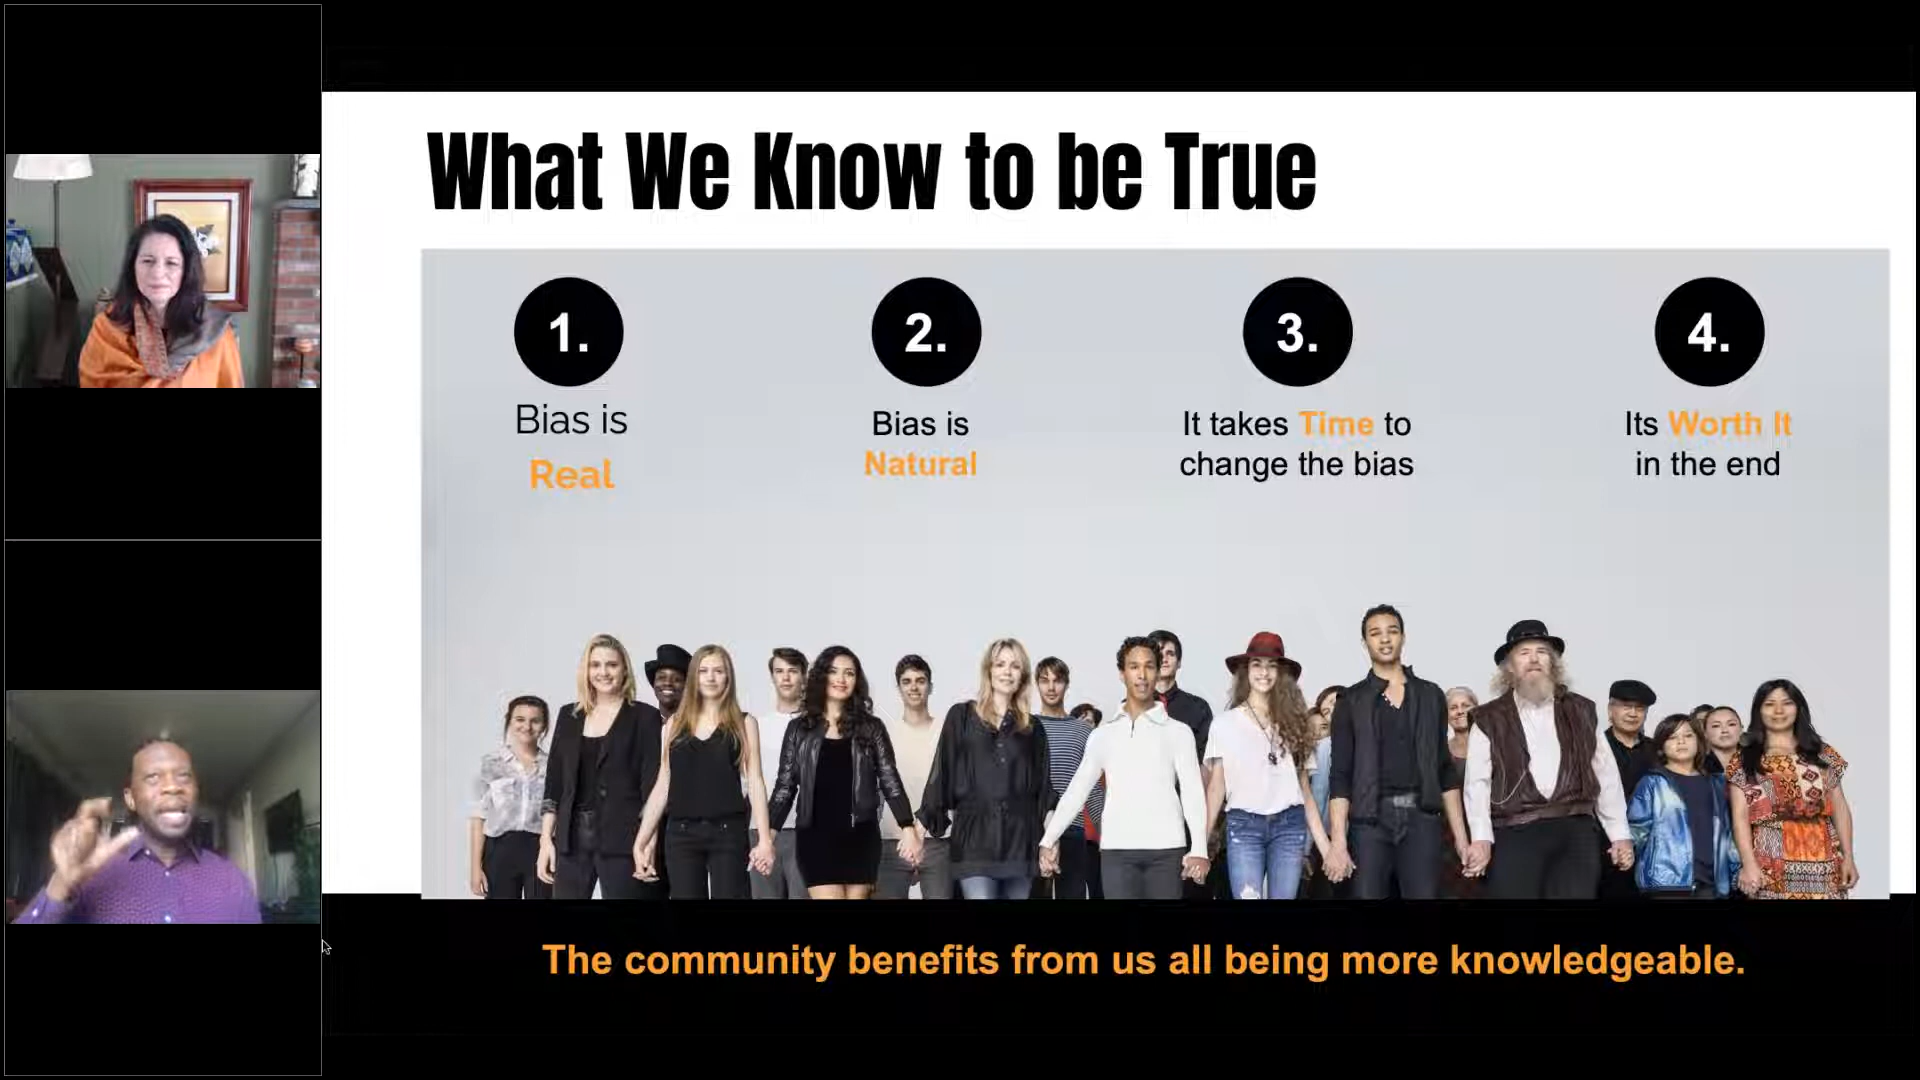 What We Know to be True
1.
Bias is
Real
2.
Bias is
Natural
3.
It takes Time to
change the bias
4.
Its Worth It
in the end
The community benefits from us all being more knowledgeable.